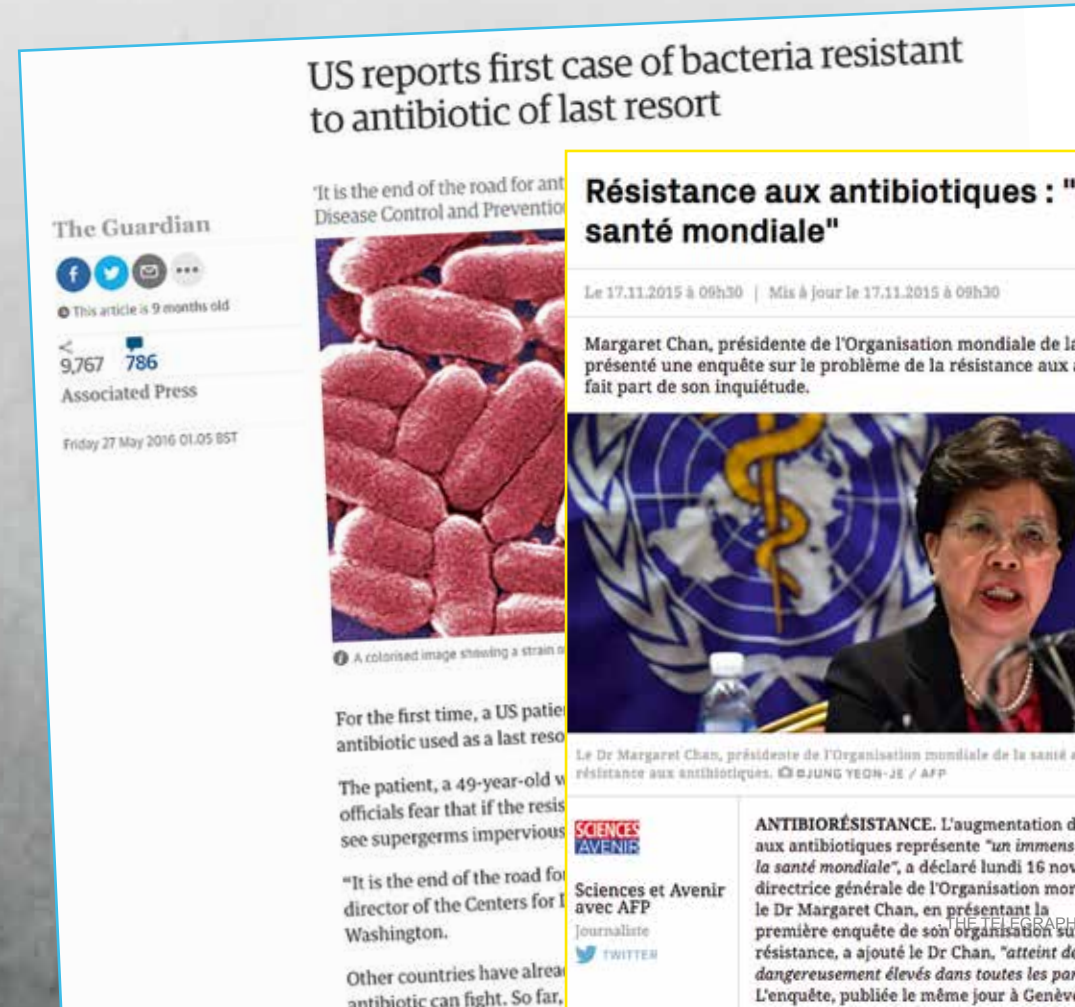 US reports first case of bacteria resistant
to antibiotic of last resort
'It is the end of the road for ant
Disease Control and Preventio
The Guardian
This article is 9 months old
9,767 786
Associated Press
Friday 27 May 2016 01.05 BST
A colorised image showing a strain o
For the first time, a US patie
antibiotic used as a last reso
The patient, a 49-year-old w
officials fear that if the resis
see supergerms impervious
"It is the end of the road fo
director of the Centers for D
Washington.
Other countries have alrea
antibiotic can fight. So far,
Résistance aux antibiotiques : "
santé mondiale"
Le 17.11.2015 à 09h30 | Mis à jour le 17.11.2015 à 09h30
Margaret Chan, présidente de l'Organisation mondiale de la
présenté une enquête sur le problème de la résistance aux a
fait part de son inquiétude.
Le Dr Margaret Chan, présidente de l'Organisation mondiale de la santé a
résistance aux antibiotiques. © JUNG YEON-JE / AFP
SCIENCES
AVENIR
Sciences et Avenir
avec AFP
Journaliste
TWITTER
ANTIBIORÉSISTANCE. L'augmentation d
aux antibiotiques représente "un immens
la santé mondiale", a déclaré lundi 16 nov
directrice générale de l'Organisation mon
le Dr Margaret Chan, en présentant la
première enquête de son organisation su
résistance, a ajouté le Dr Chan, "atteint de
dangereusement élevés dans toutes les par
L'enquête, publiée le même jour à Genève
THE TELEGRAPH